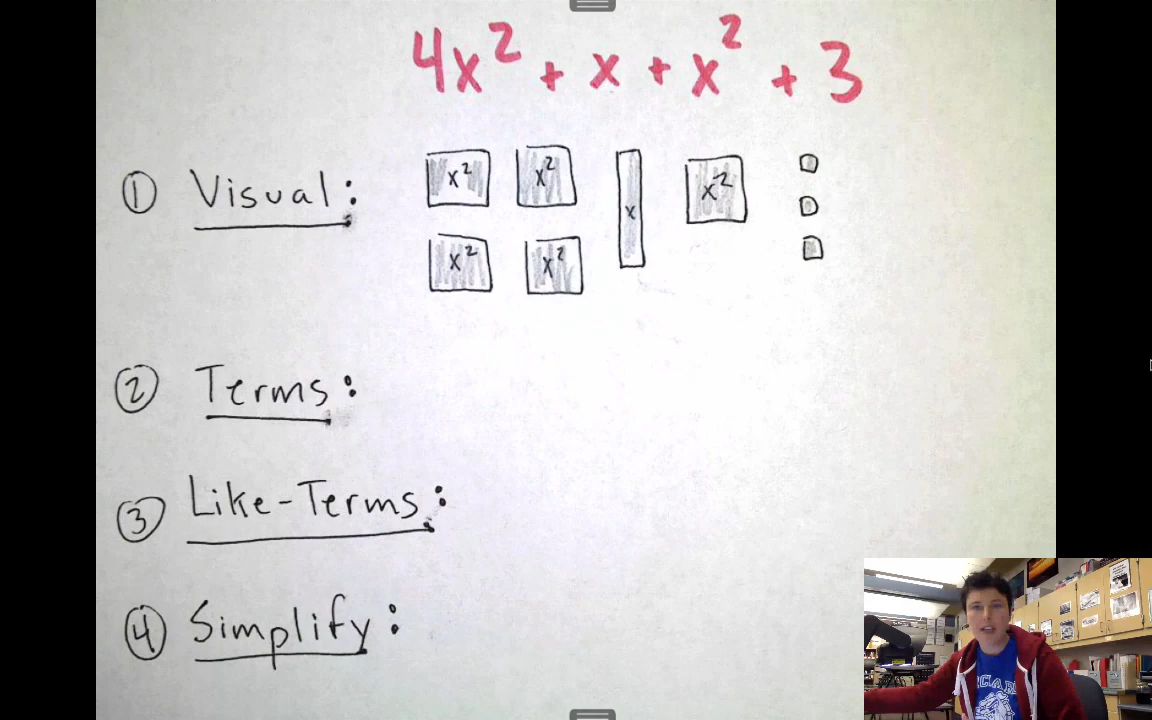 4x² + x + x² + 3
① Visual:
x² x² x x²
x² x²
② Terms:
③ Like-Terms:
④ Simplify: